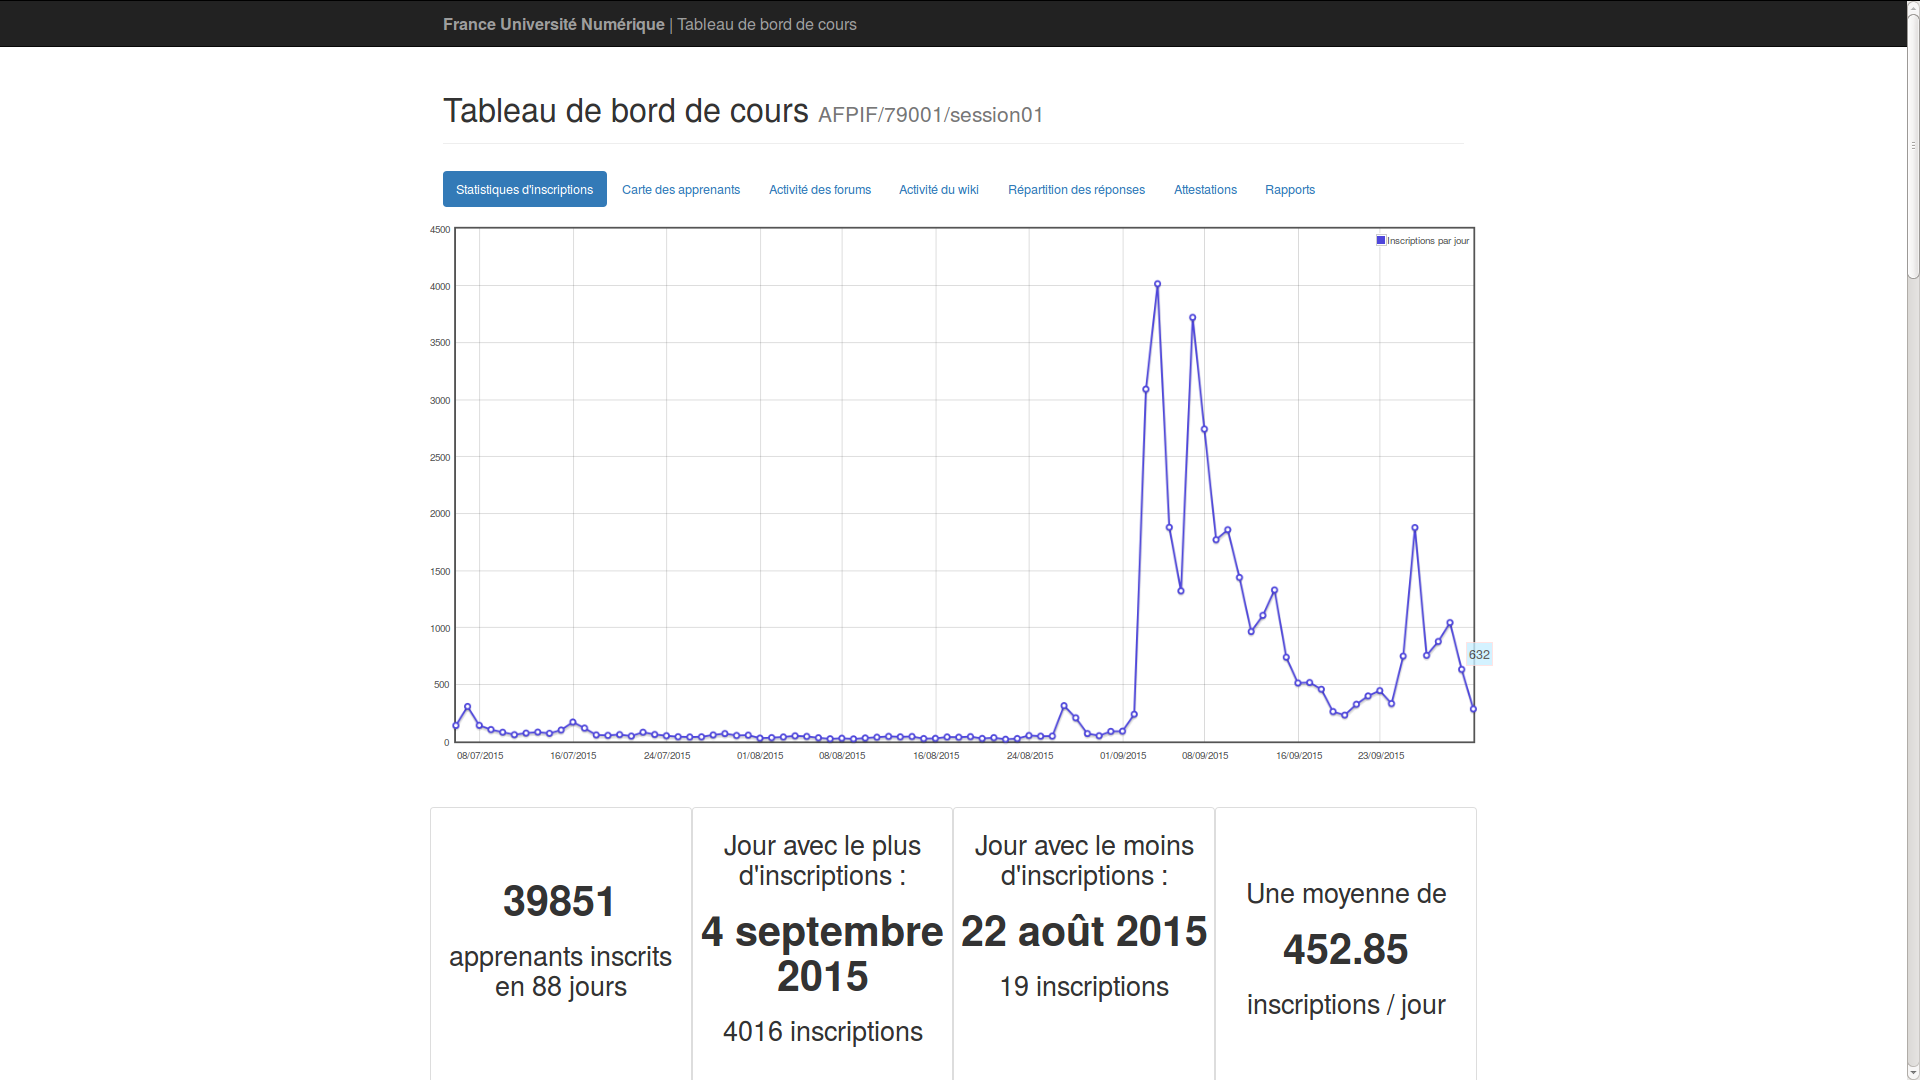 France Université Numérique | Tableau de bord de cours
Tableau de bord de cours AFPIF/79001/session01
Statistiques d'inscriptions Carte des apprenants Activité des forums Activité du wiki Répartition des réponses Attestations Rapports
4500
Inscriptions par jour
4000
3500
3000
2500
2000
1500
1000
632
500
0
08/07/2015 16/07/2015 24/07/2015 01/08/2015 08/08/2015 16/08/2015 24/08/2015 01/09/2015 08/09/2015 16/09/2015 23/09/2015
39851
apprenants inscrits
en 88 jours
Jour avec le plus
d'inscriptions :
4 septembre
2015
4016 inscriptions
Jour avec le moins
d'inscriptions :
22 août 2015
19 inscriptions
Une moyenne de
452.85
inscriptions / jour